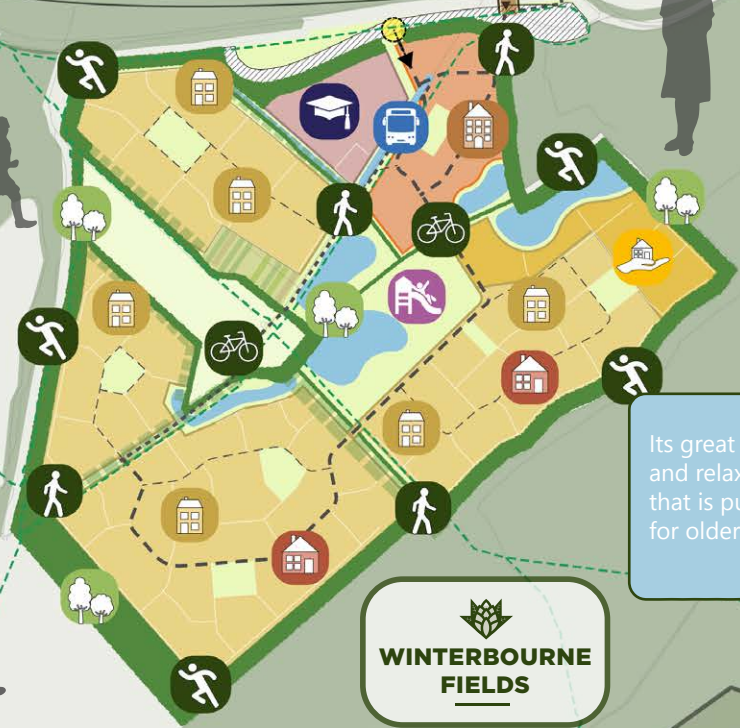 Its great
and relax
that is pu
for older
WINTERBOURNE
FIELDS